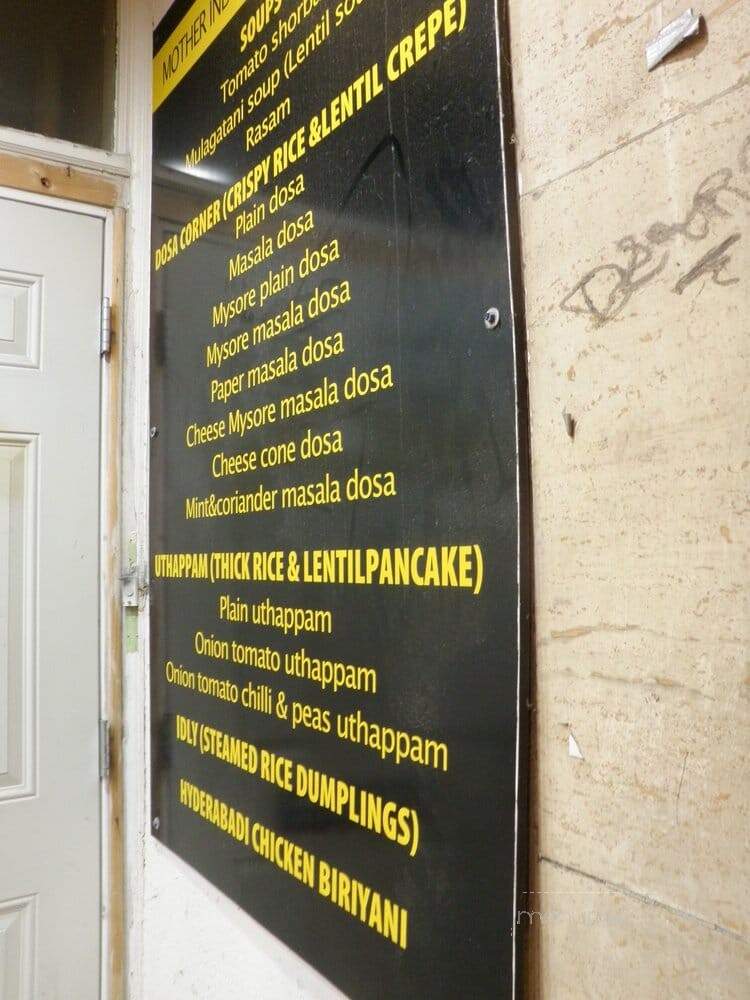 MOTHER IND
SOUPS
Tomato shorba
Mulagatani soup (Lentil sou
Rasam
DOSA CORNER (CRISPY RICE &LENTIL CREPE)
Plain dosa
Masala dosa
Mysore plain dosa
Mysore masala dosa
Paper masala dosa
Cheese Mysore masala dosa
Cheese cone dosa
Mint&coriander masala dosa
UTHAPPAM (THICK RICE & LENTILPANCAKE)
Plain uthappam
Onion tomato uthappam
Onion tomato chilli & peas uthappam
IDLY (STEAMED RICE DUMPLINGS)
HYDERABADI CHICKEN BIRIYANI